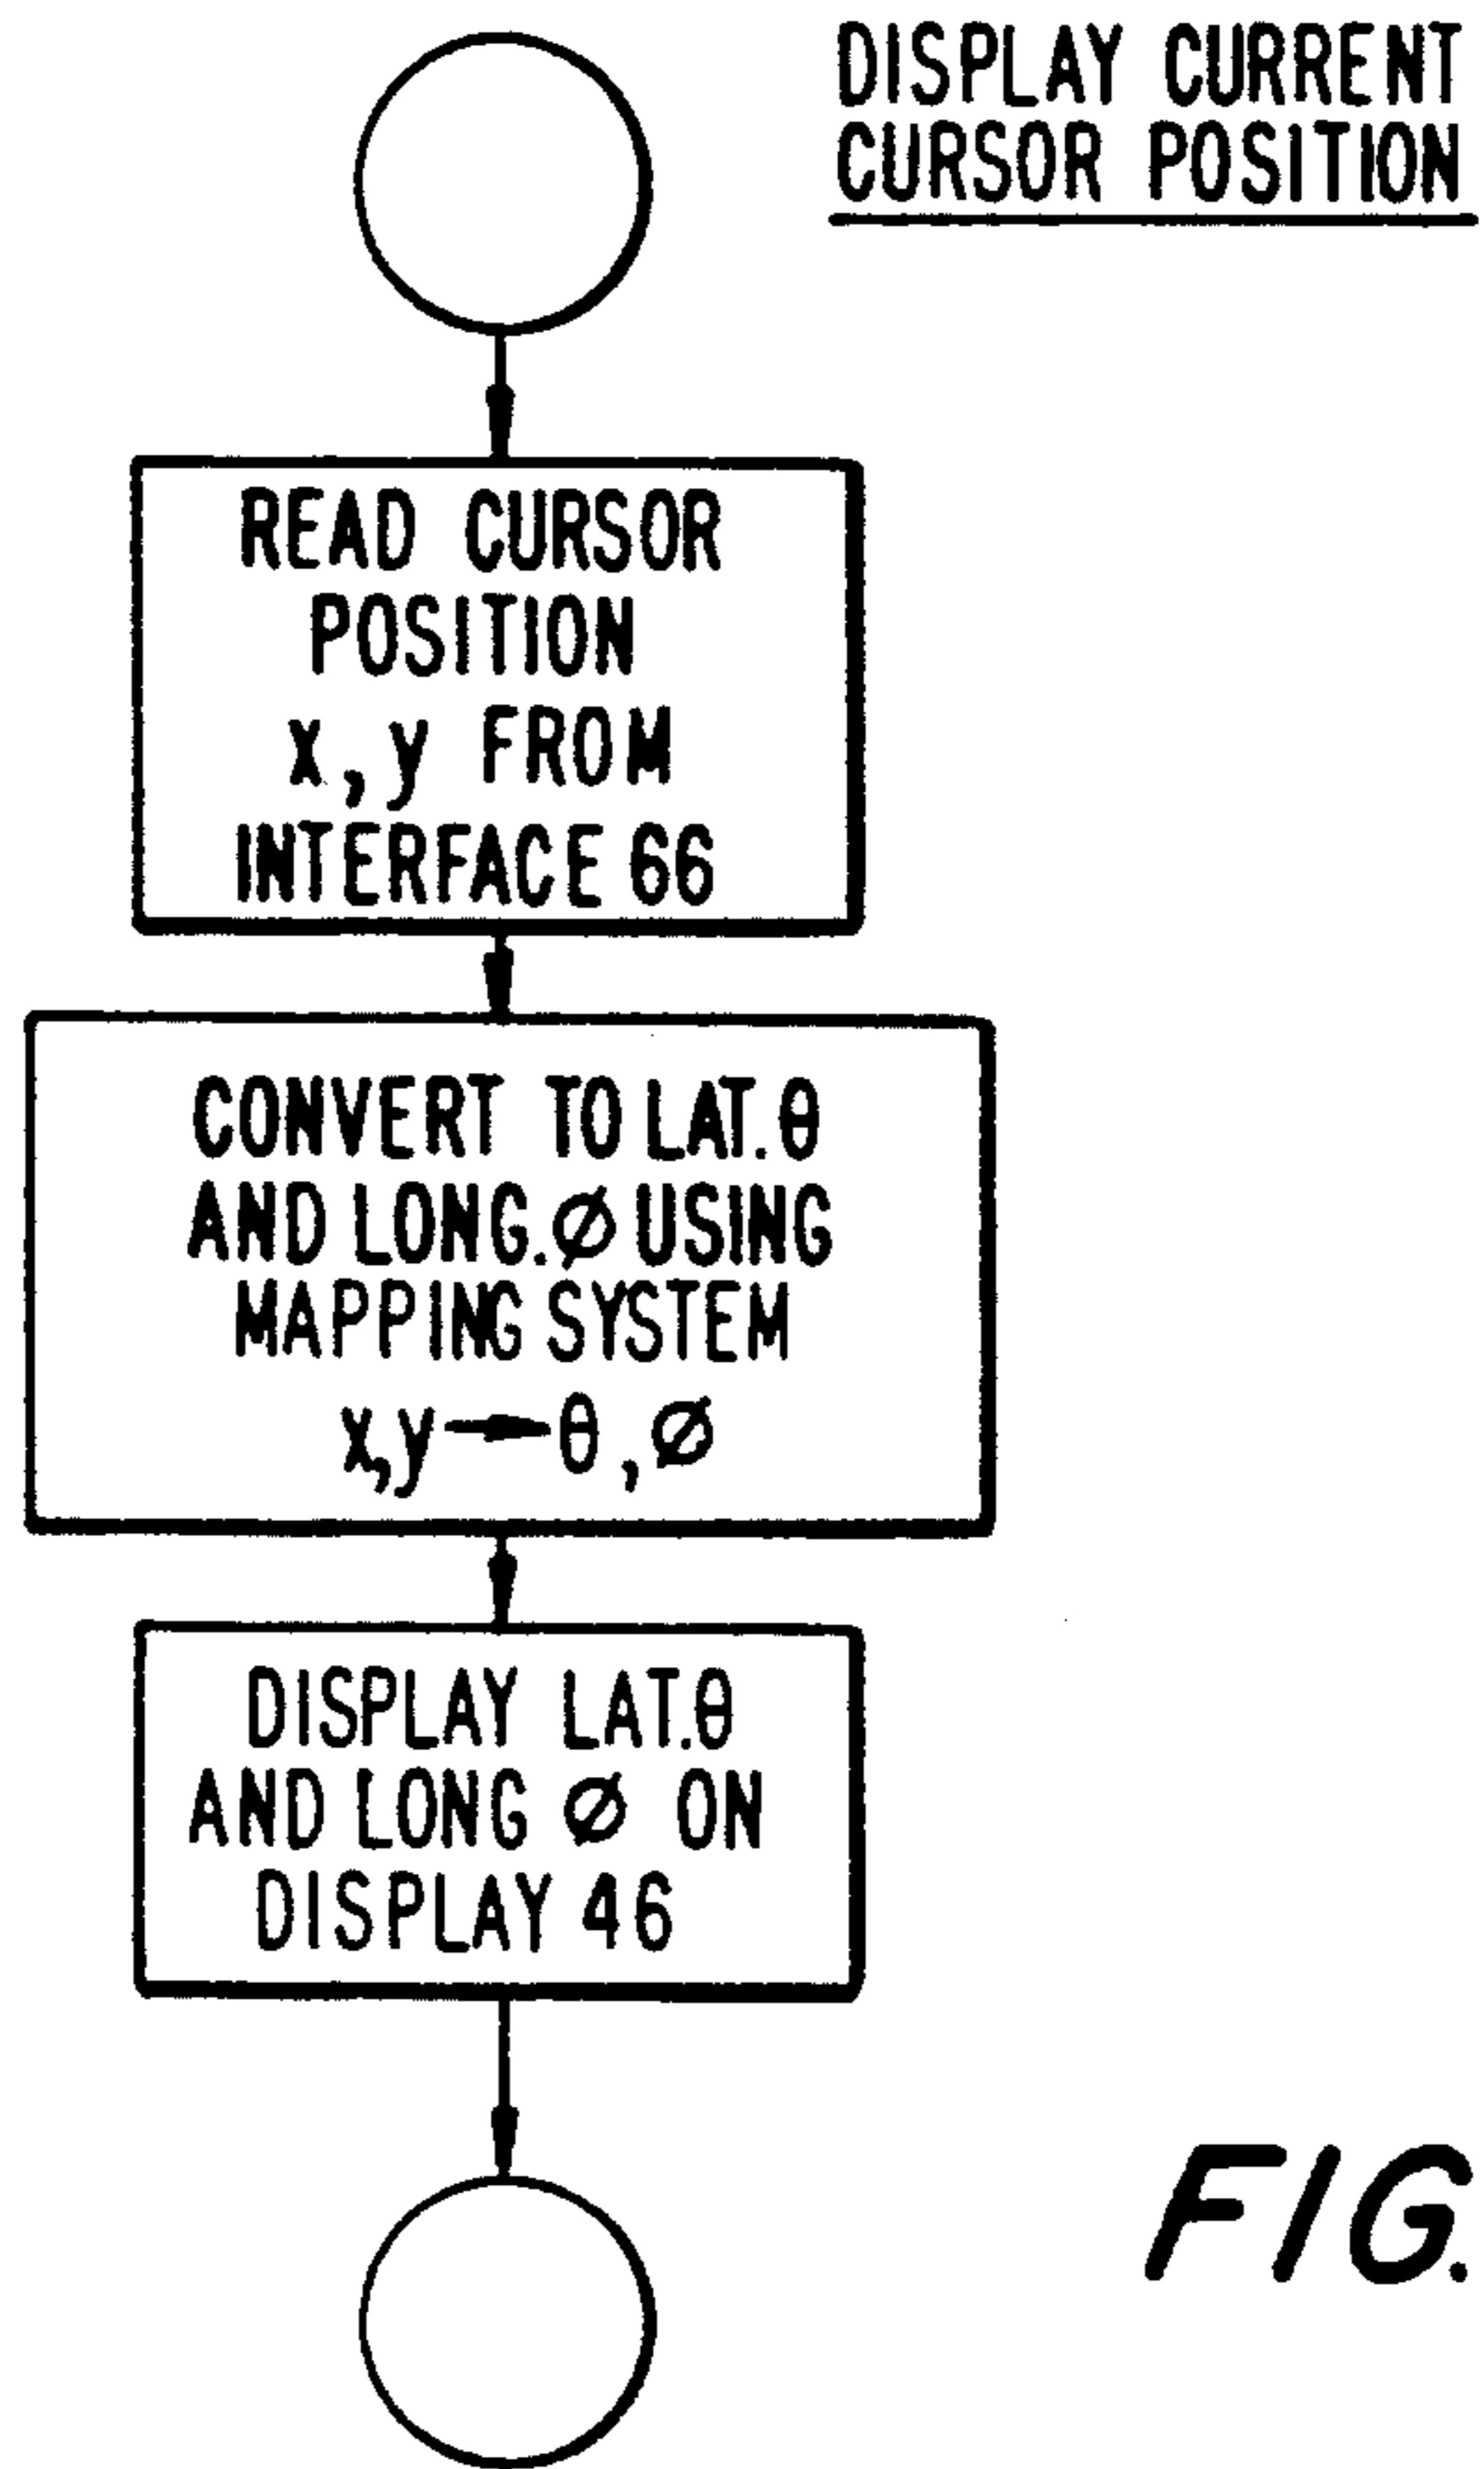 DISPLAY CURRENT
CURSOR POSITION
READ CURSOR
POSITION
x,y FROM
INTERFACE 66
CONVERT TO LAT. θ
AND LONG. Ø USING
MAPPING SYSTEM
x,y → θ, Ø
DISPLAY LAT. θ
AND LONG Ø ON
DISPLAY 46
FIG.